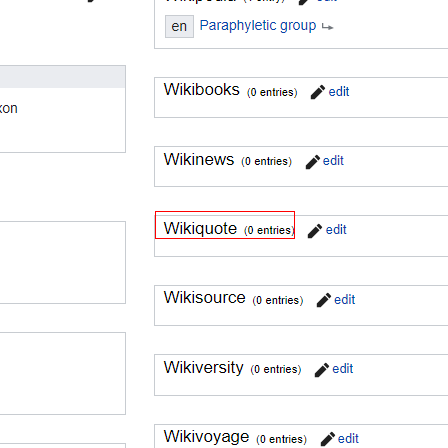 en Paraphyletic group
Wikibooks (0 entries) edit
xon
Wikinews (0 entries) edit
Wikiquote (0 entries) edit
Wikisource (0 entries) edit
Wikiversity (0 entries) edit
Wikivoyage (0 entries) edit